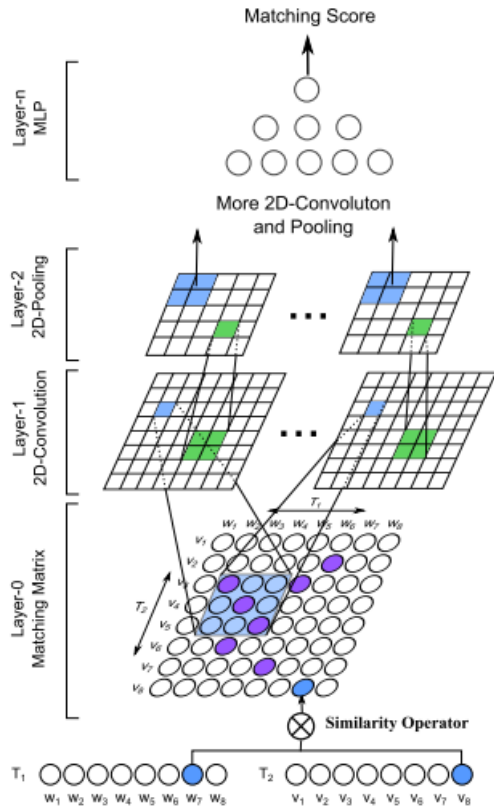 Matching Score
Layer-n
MLP
More 2D-Convoluton
and Pooling
Layer-2
2D-Pooling
Layer-1
2D-Convolution
Layer-0
Matching Matrix
T1
w1 w2 w3 w4 w5 w6 w7 w8
T2
v1
v2
v3
v4
v5
v6
v7
v8
Similarity Operator
T1
w1 w2 w3 w4 w5 w6 w7 w8
T2
v1 v2 v3 v4 v5 v6 v7 v8